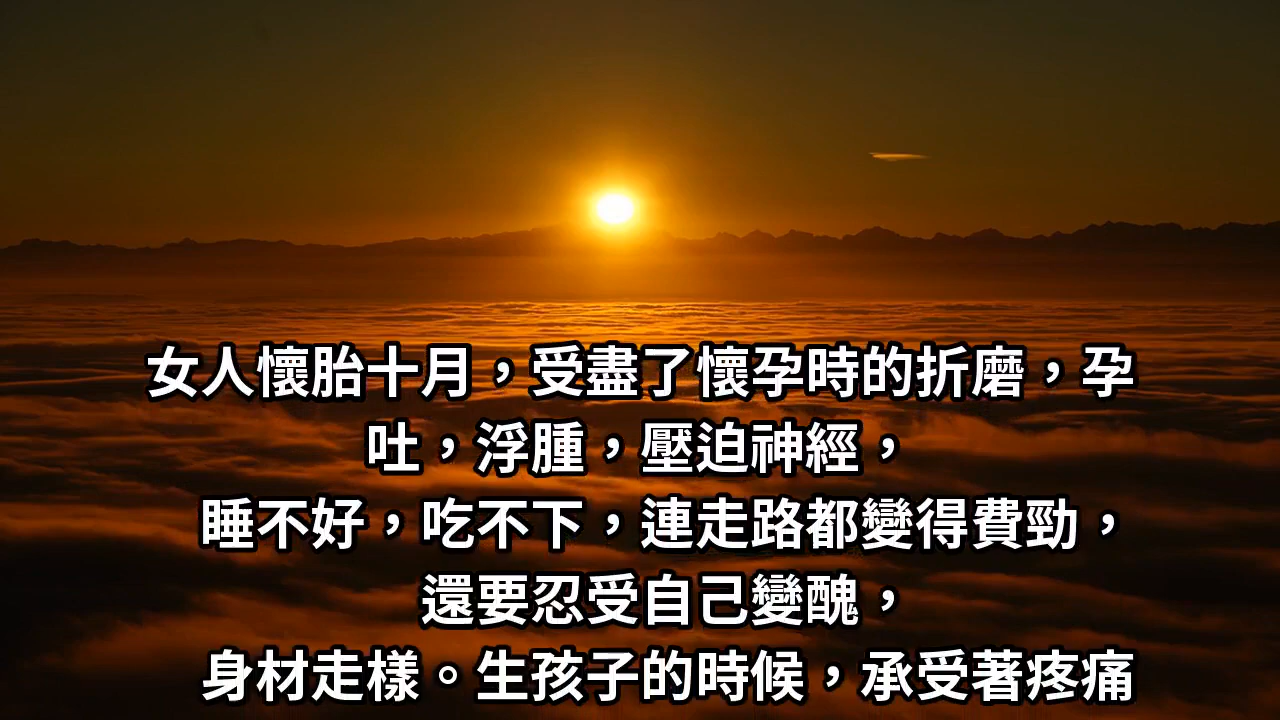 女人懷胎十月，受盡了懷孕時的折磨，孕
吐，浮腫，壓迫神經，
睡不好，吃不下，連走路都變得費勁，
還要忍受自己變醜，
身材走樣。生孩子的時候，承受著疼痛